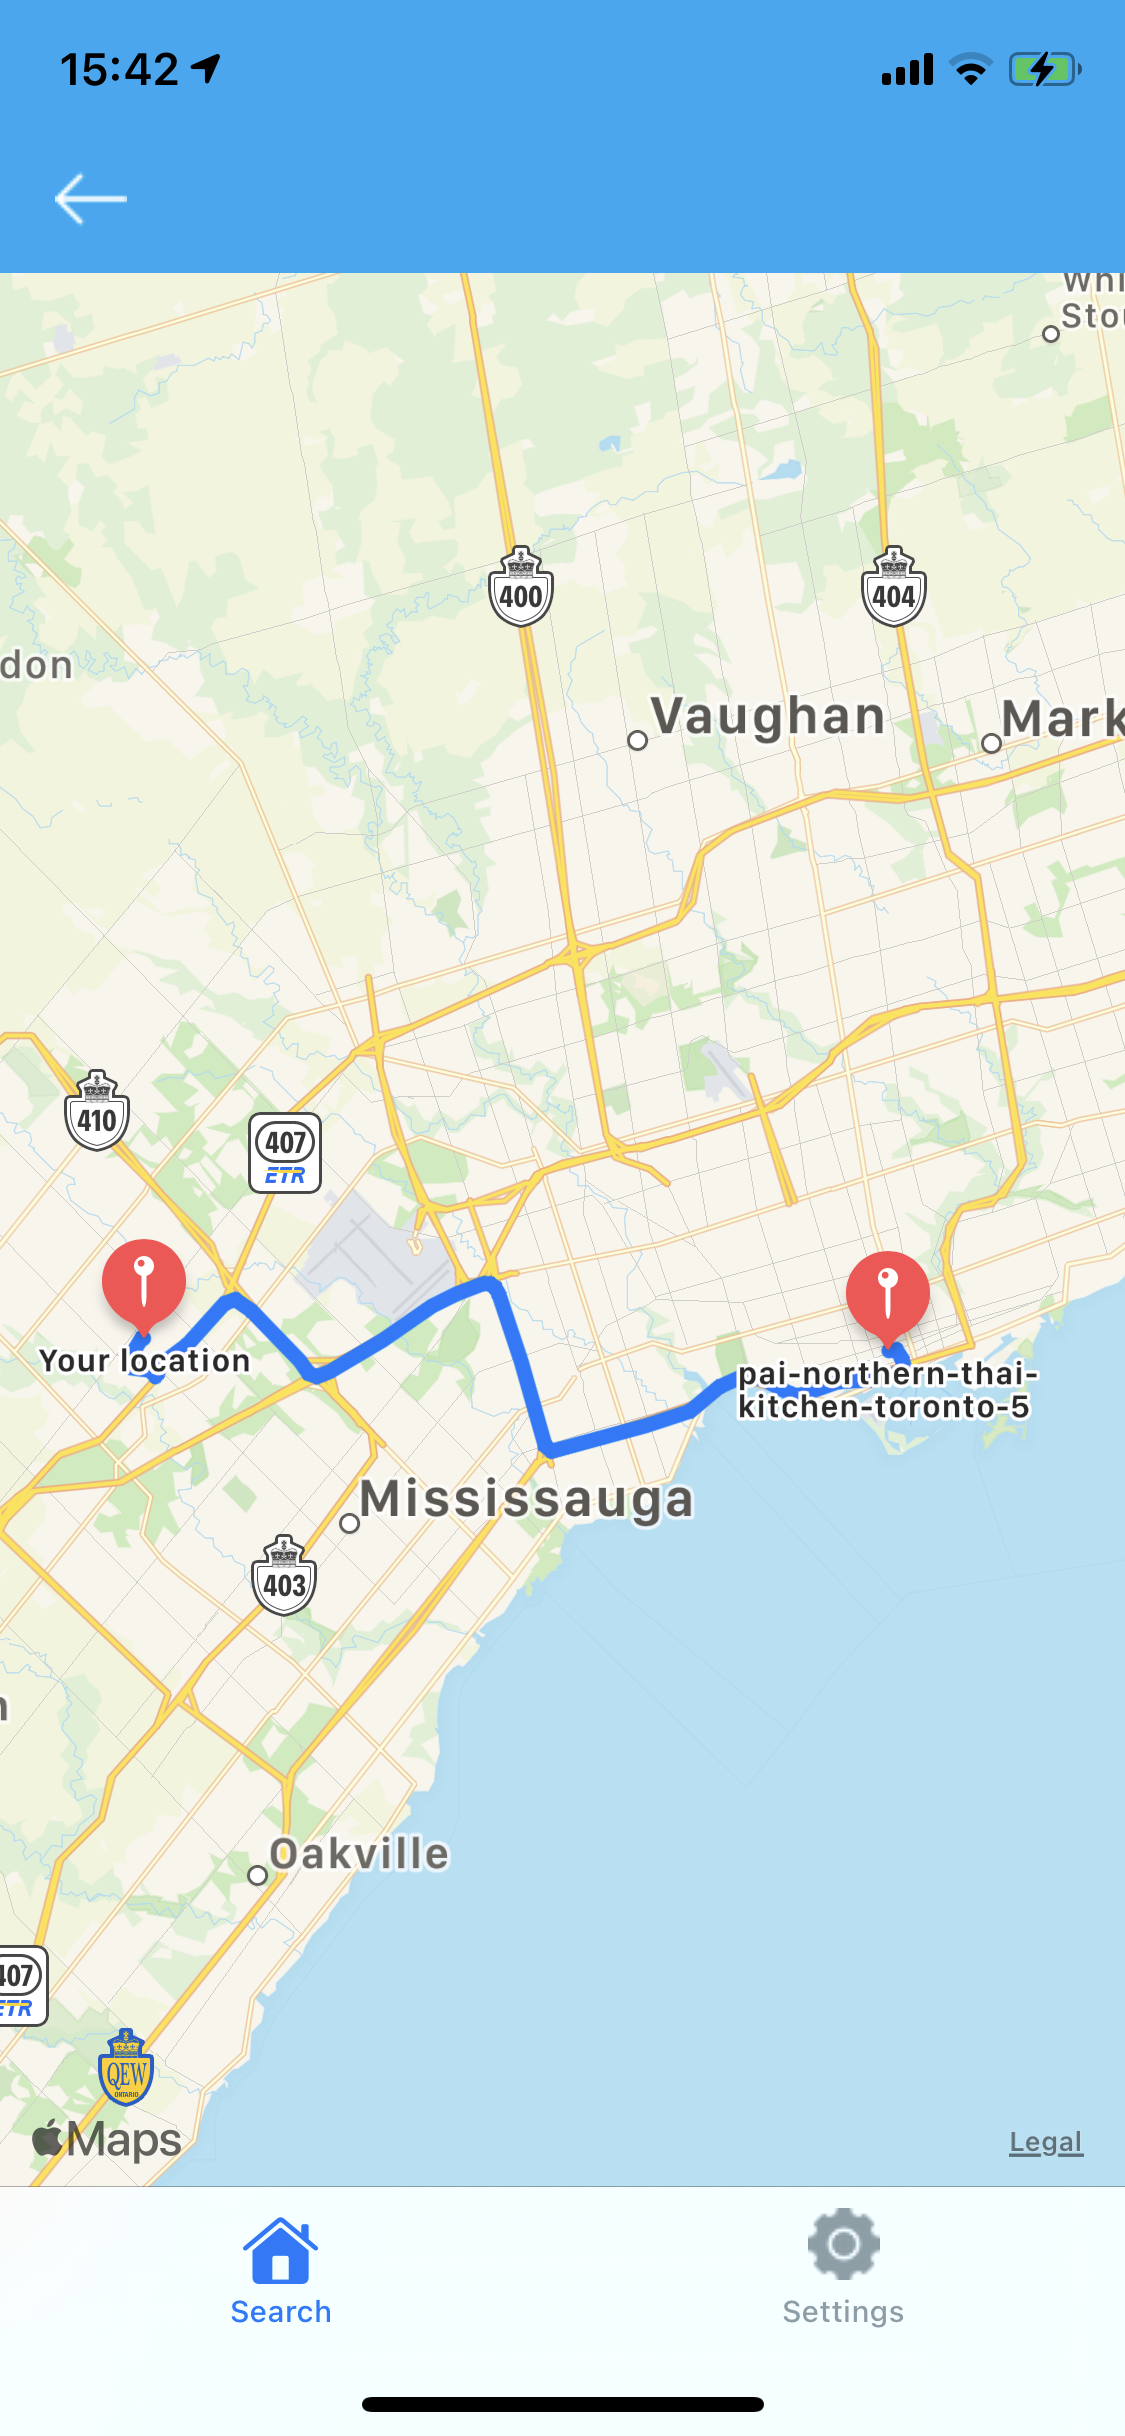 15:42
Whi
Stou
400
404
don
Vaughan
Mark
410
407
ETR
Your location
pai-northern-thai-
kitchen-toronto-5
Mississauga
403
Oakville
407
ETR
QEW
ONTARIO
Maps
Legal
Search
Settings